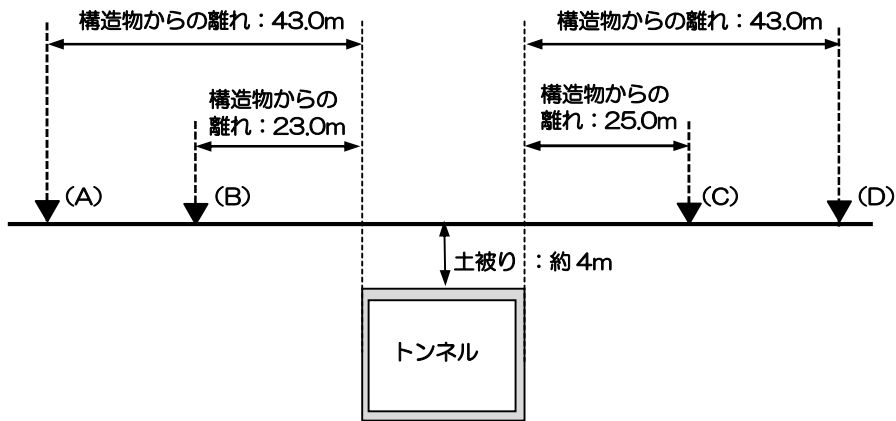 構造物からの離れ：43.0m
構造物からの離れ：43.0m
構造物からの
離れ：23.0m
構造物からの
離れ：25.0m
(A)
(B)
(C)
(D)
土被り ：約 4m
トンネル